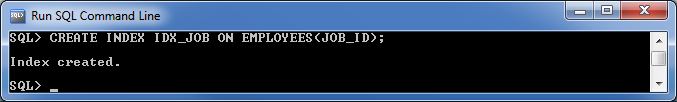 Run SQL Command Line
SQL> CREATE INDEX IDX_JOB ON EMPLOYEES(JOB_ID);
Index created.
SQL> _